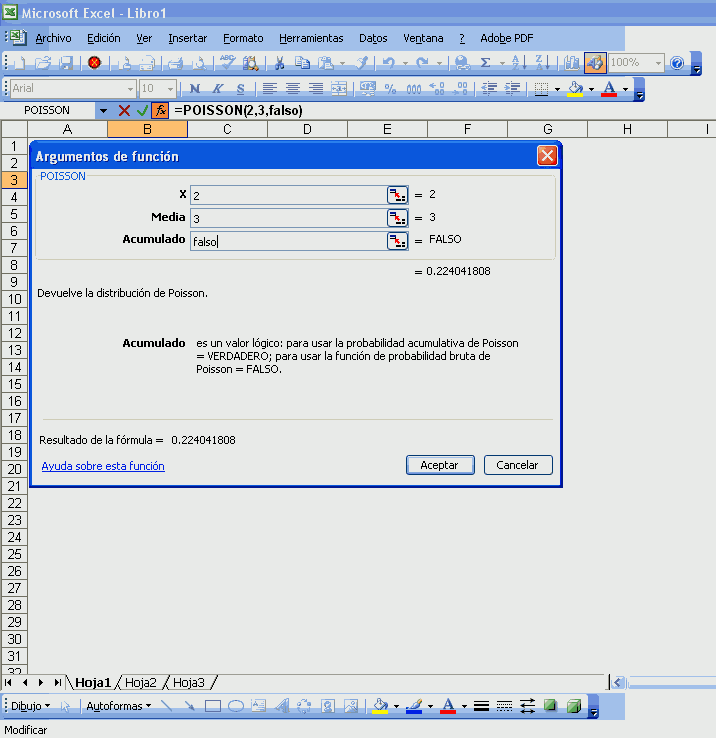 Microsoft Excel - Libro1
Archivo Edición Ver Insertar Formato Herramientas Datos Ventana ? Adobe PDF
100%
Arial 10 N K S 000
POISSON =POISSON(2,3,falso)
A B C D E F G H I
1
2
3
4
5
6
7
8
9
10
11
12
13
14
15
16
17
18
19
20
21
22
23
24
25
26
27
28
29
30
31
32
Argumentos de función
POISSON
X 2 = 2
Media 3 = 3
Acumulado falso = FALSO
= 0.224041808
Devuelve la distribución de Poisson.
Acumulado es un valor lógico: para usar la probabilidad acumulativa de Poisson
= VERDADERO; para usar la función de probabilidad bruta de
Poisson = FALSO.
Resultado de la fórmula = 0.224041808
Ayuda sobre esta función Aceptar Cancelar
Hoja1 Hoja2 Hoja3
Dibujo Autoformas
Modificar